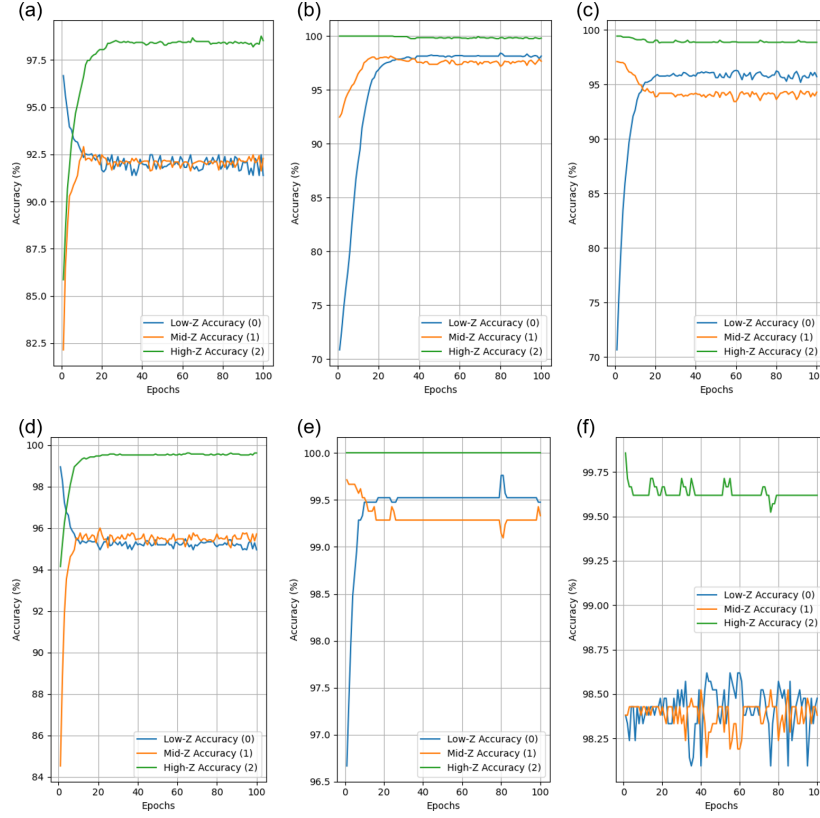 (a)
97.5
95.0
92.5
90.0
87.5
85.0
82.5
Accuracy (%)
Low-Z Accuracy (0)
Mid-Z Accuracy (1)
High-Z Accuracy (2)
0 20 40 60 80 100
Epochs
(b)
100
95
90
85
80
75
70
Accuracy (%)
Low-Z Accuracy (0)
Mid-Z Accuracy (1)
High-Z Accuracy (2)
0 20 40 60 80 100
Epochs
(c)
100
95
90
85
80
75
70
Accuracy (%)
Low-Z Accuracy (0)
Mid-Z Accuracy (1)
High-Z Accuracy (2)
0 20 40 60 80 100
Epochs
(d)
100
98
96
94
92
90
88
86
84
Accuracy (%)
Low-Z Accuracy (0)
Mid-Z Accuracy (1)
High-Z Accuracy (2)
0 20 40 60 80 100
Epochs
(e)
100.0
99.5
99.0
98.5
98.0
97.5
97.0
96.5
Accuracy (%)
Low-Z Accuracy (0)
Mid-Z Accuracy (1)
High-Z Accuracy (2)
0 20 40 60 80 100
Epochs
(f)
99.75
99.50
99.25
99.00
98.75
98.50
98.25
Accuracy (%)
Low-Z Accuracy (0)
Mid-Z Accuracy (1)
High-Z Accuracy (2)
0 20 40 60 80 100
Epochs